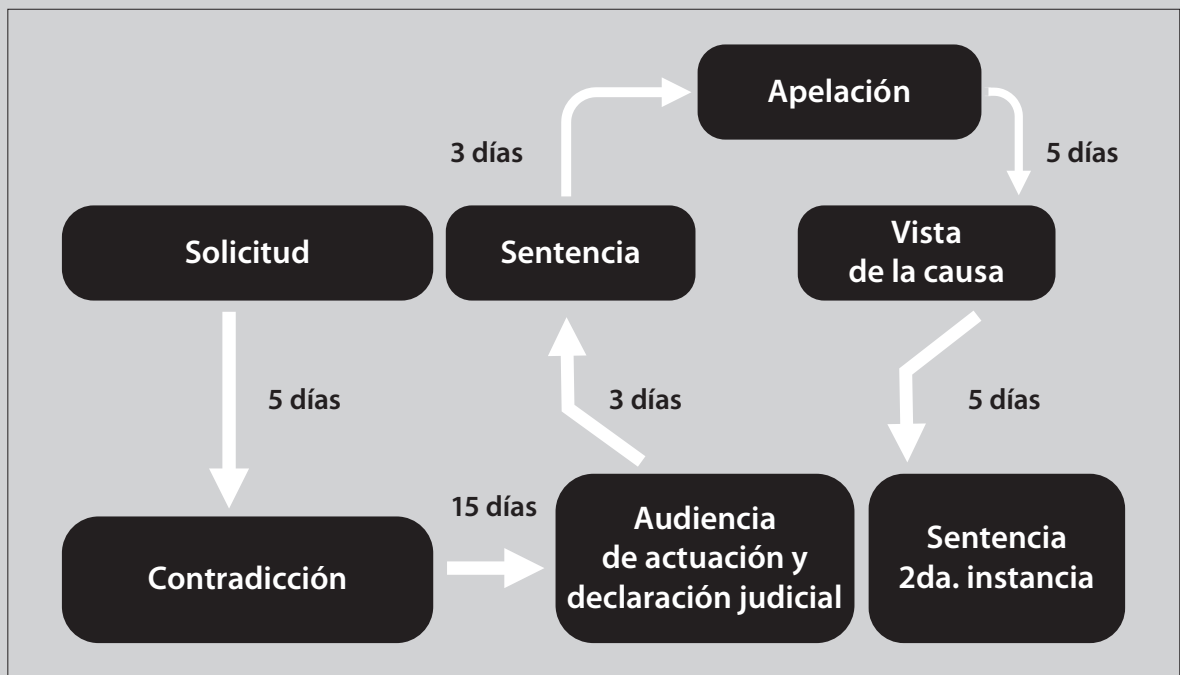 Apelación
3 días
5 días
Solicitud
Sentencia
Vista
de la causa
5 días
3 días
5 días
15 días
Contradicción
Audiencia
de actuación y
declaración judicial
Sentencia
2da. instancia